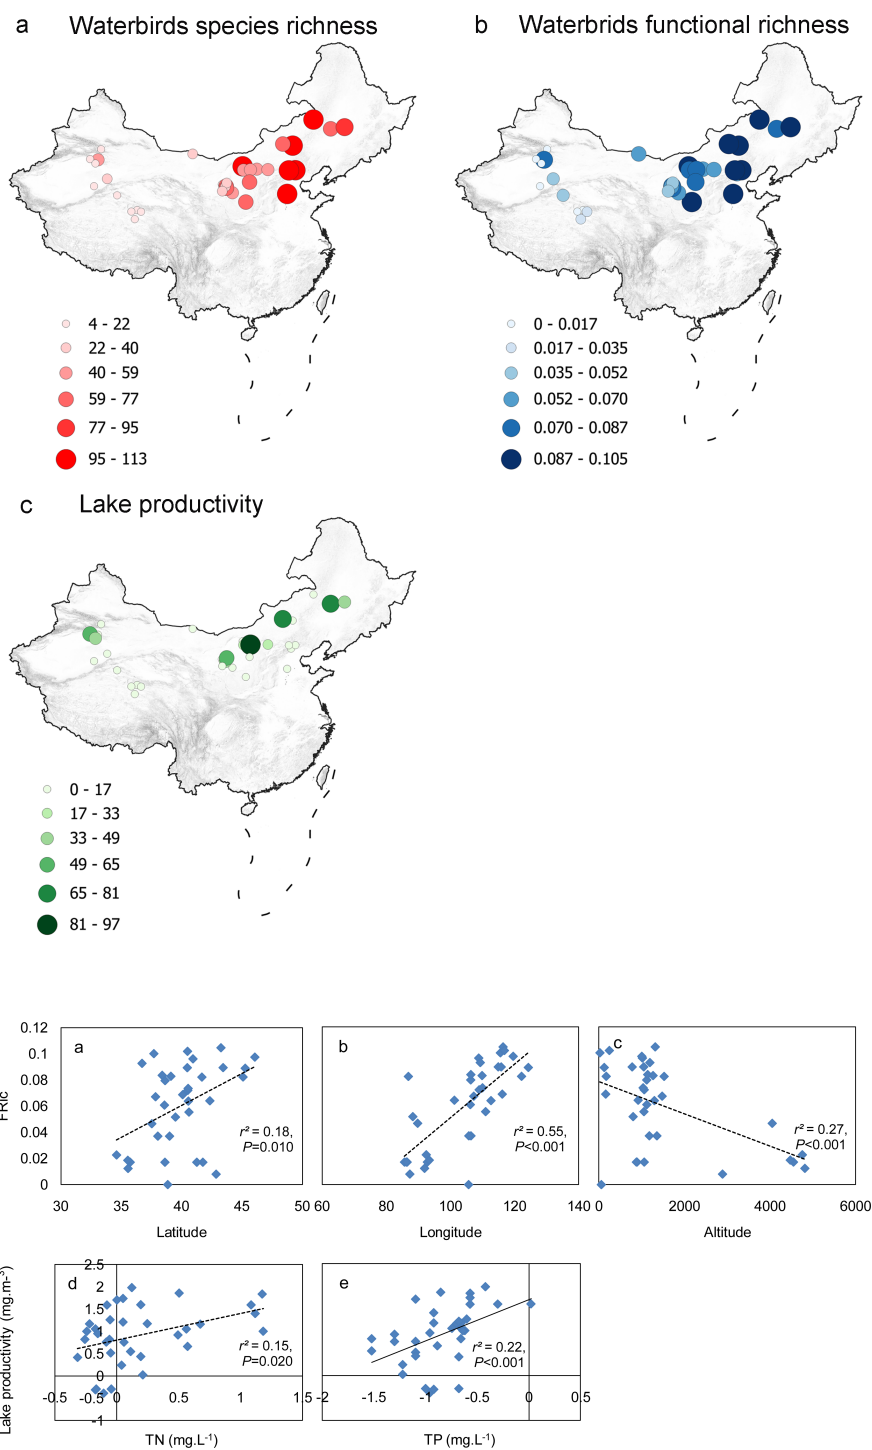 a Waterbirds species richness
b Waterbrids functional richness
4 - 22
22 - 40
40 - 59
59 - 77
77 - 95
95 - 113
0 - 0.017
0.017 - 0.035
0.035 - 0.052
0.052 - 0.070
0.070 - 0.087
0.087 - 0.105
c Lake productivity
0 - 17
17 - 33
33 - 49
49 - 65
65 - 81
81 - 97
FRic
0.12
0.1
0.08
0.06
0.04
0.02
0
a
r² = 0.18,
P=0.010
30 35 40 45 50
Latitude
b
r² = 0.55,
P<0.001
60 80 100 120 140
Longitude
c
r² = 0.27,
P<0.001
0 2000 4000 6000
Altitude
Lake productivity (mg.m-³)
2.5
2
1.5
1
0.5
0
-0.5
-1
d
r² = 0.15,
P=0.020
-0.5 0 0.5 1 1.5
TN (mg.L-1)
e
r² = 0.22,
P<0.001
-2 -1.5 -1 -0.5 0 0.5
TP (mg.L-1)